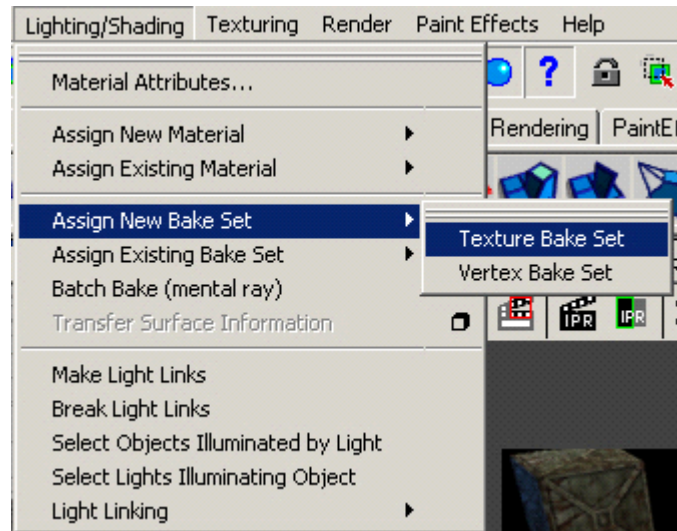 Lighting/Shading Texturing Render Paint Effects Help
?
Material Attributes...
Rendering
Assign New Material
Assign Existing Material
Assign New Bake Set
Texture Bake Set
Assign Existing Bake Set
Vertex Bake Set
Batch Bake (mental ray)
Transfer Surface Information
IPR IPR
Make Light Links
Break Light Links
Select Objects Illuminated by Light
Select Lights Illuminating Object
Light Linking